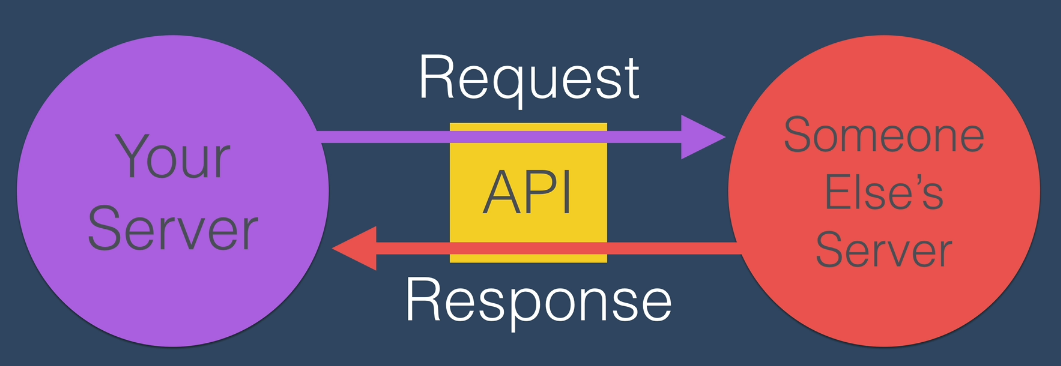 Request
Your
Server
API
Someone
Else’s
Server
Response